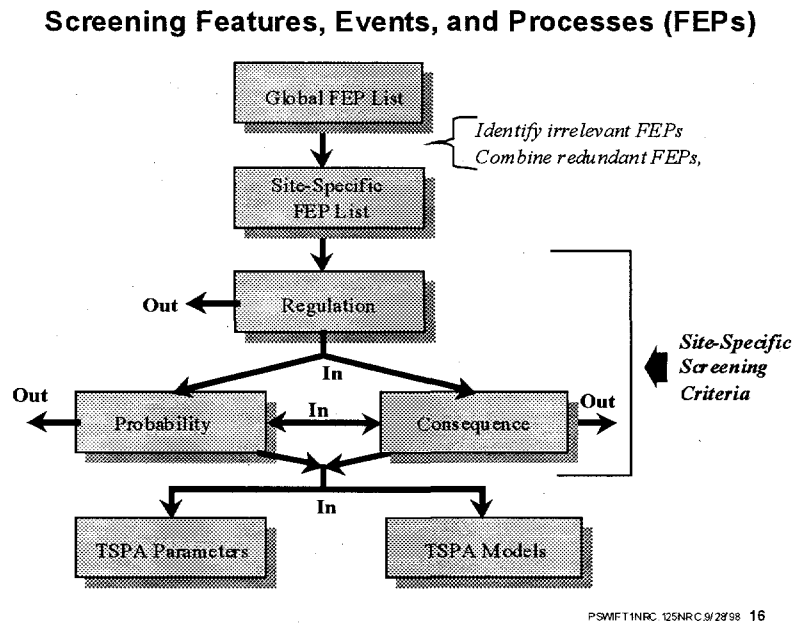 Screening Features, Events, and Processes (FEPs)
Global FEP List
Identify irrelevant FEPs
Combine redundant FEPs,
Site-Specific
FEP List
Out
Regulation
In
Site-Specific
Screening
Criteria
Out
Probability
In
Consequence
Out
In
TSPA Parameters
TSPA Models
PSWIFT1NRC.125NRC.9/28/98 16